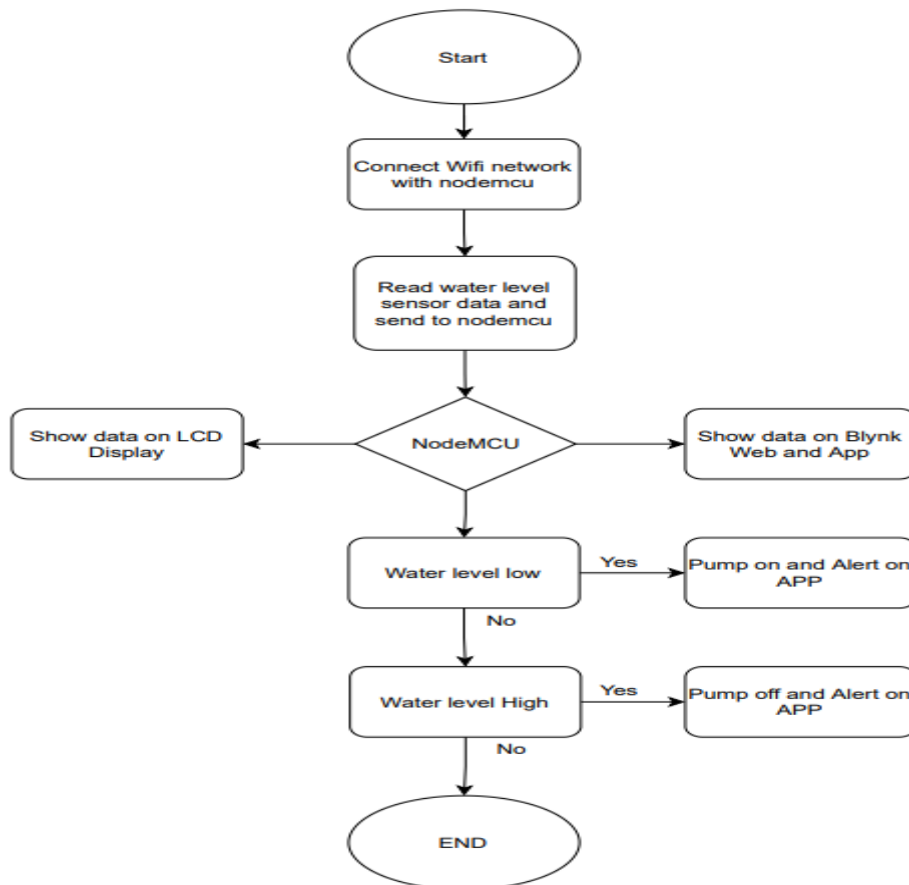 Start
Connect Wifi network
with nodemcu
Read water level
sensor data and
send to nodemcu
Show data on LCD
Display
NodeMCU
Show data on Blynk
Web and App
Water level low
Yes
Pump on and Alert on
APP
No
Water level High
Yes
Pump off and Alert on
APP
No
END